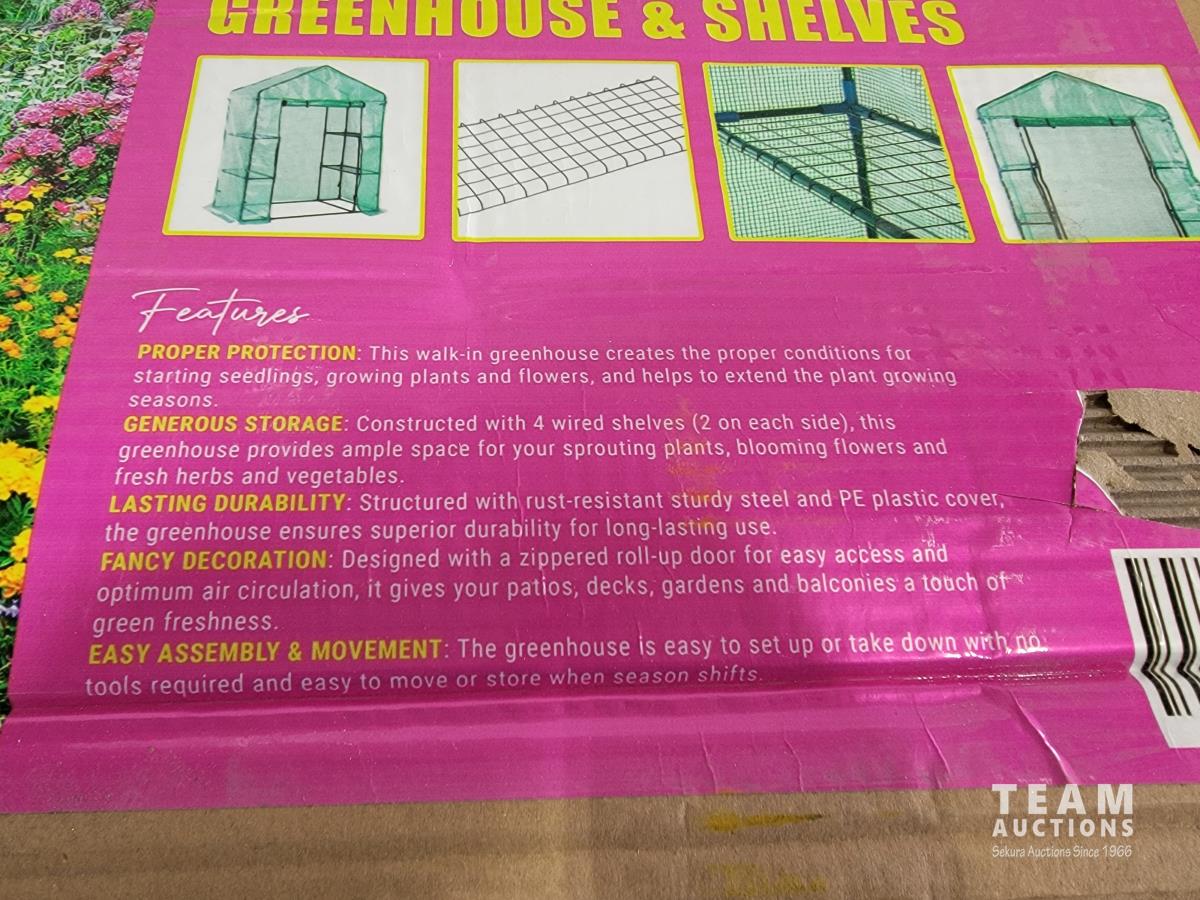 GREENHOUSE & SHELVES
Features
PROPER PROTECTION: This walk-in greenhouse creates the proper conditions for
starting seedlings, growing plants and flowers, and helps to extend the plant growing
seasons.
GENEROUS STORAGE: Constructed with 4 wired shelves (2 on each side), this
greenhouse provides ample space for your sprouting plants, blooming flowers and
fresh herbs and vegetables.
LASTING DURABILITY: Structured with rust-resistant sturdy steel and PE plastic cover,
the greenhouse ensures superior durability for long-lasting use.
FANCY DECORATION: Designed with a zippered roll-up door for easy access and
optimum air circulation, it gives your patios, decks, gardens and balconies a touch of
green freshness.
EASY ASSEMBLY & MOVEMENT: The greenhouse is easy to set up or take down with no
tools required and easy to move or store when season shifts.
TEAM
AUCTIONS
Sekura Auctions Since 1966